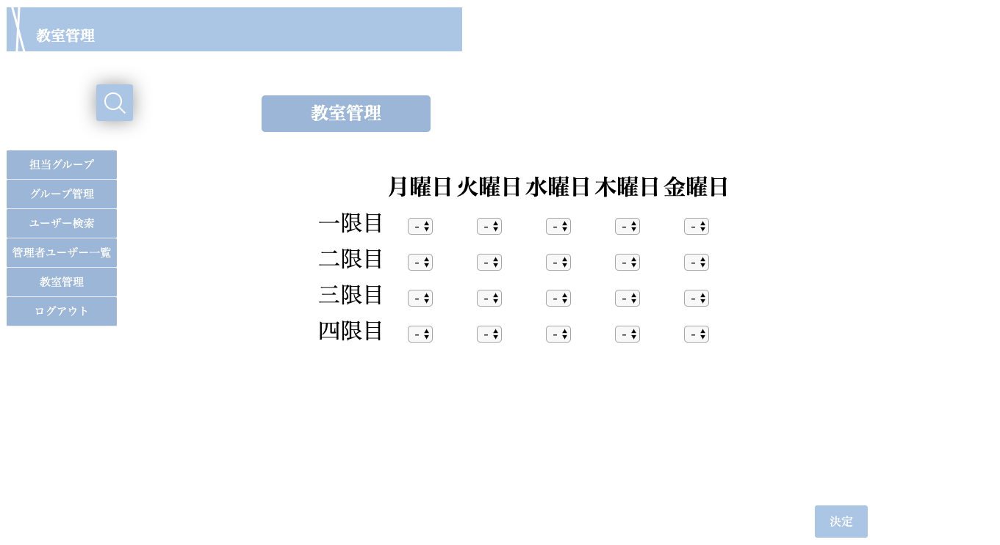 教室管理
教室管理
担当グループ
グループ管理
ユーザー検索
管理者ユーザー一覧
教室管理
ログアウト
月曜日 火曜日 水曜日 木曜日 金曜日
一限目 - - - - -
二限目 - - - - -
三限目 - - - - -
四限目 - - - - -
決定